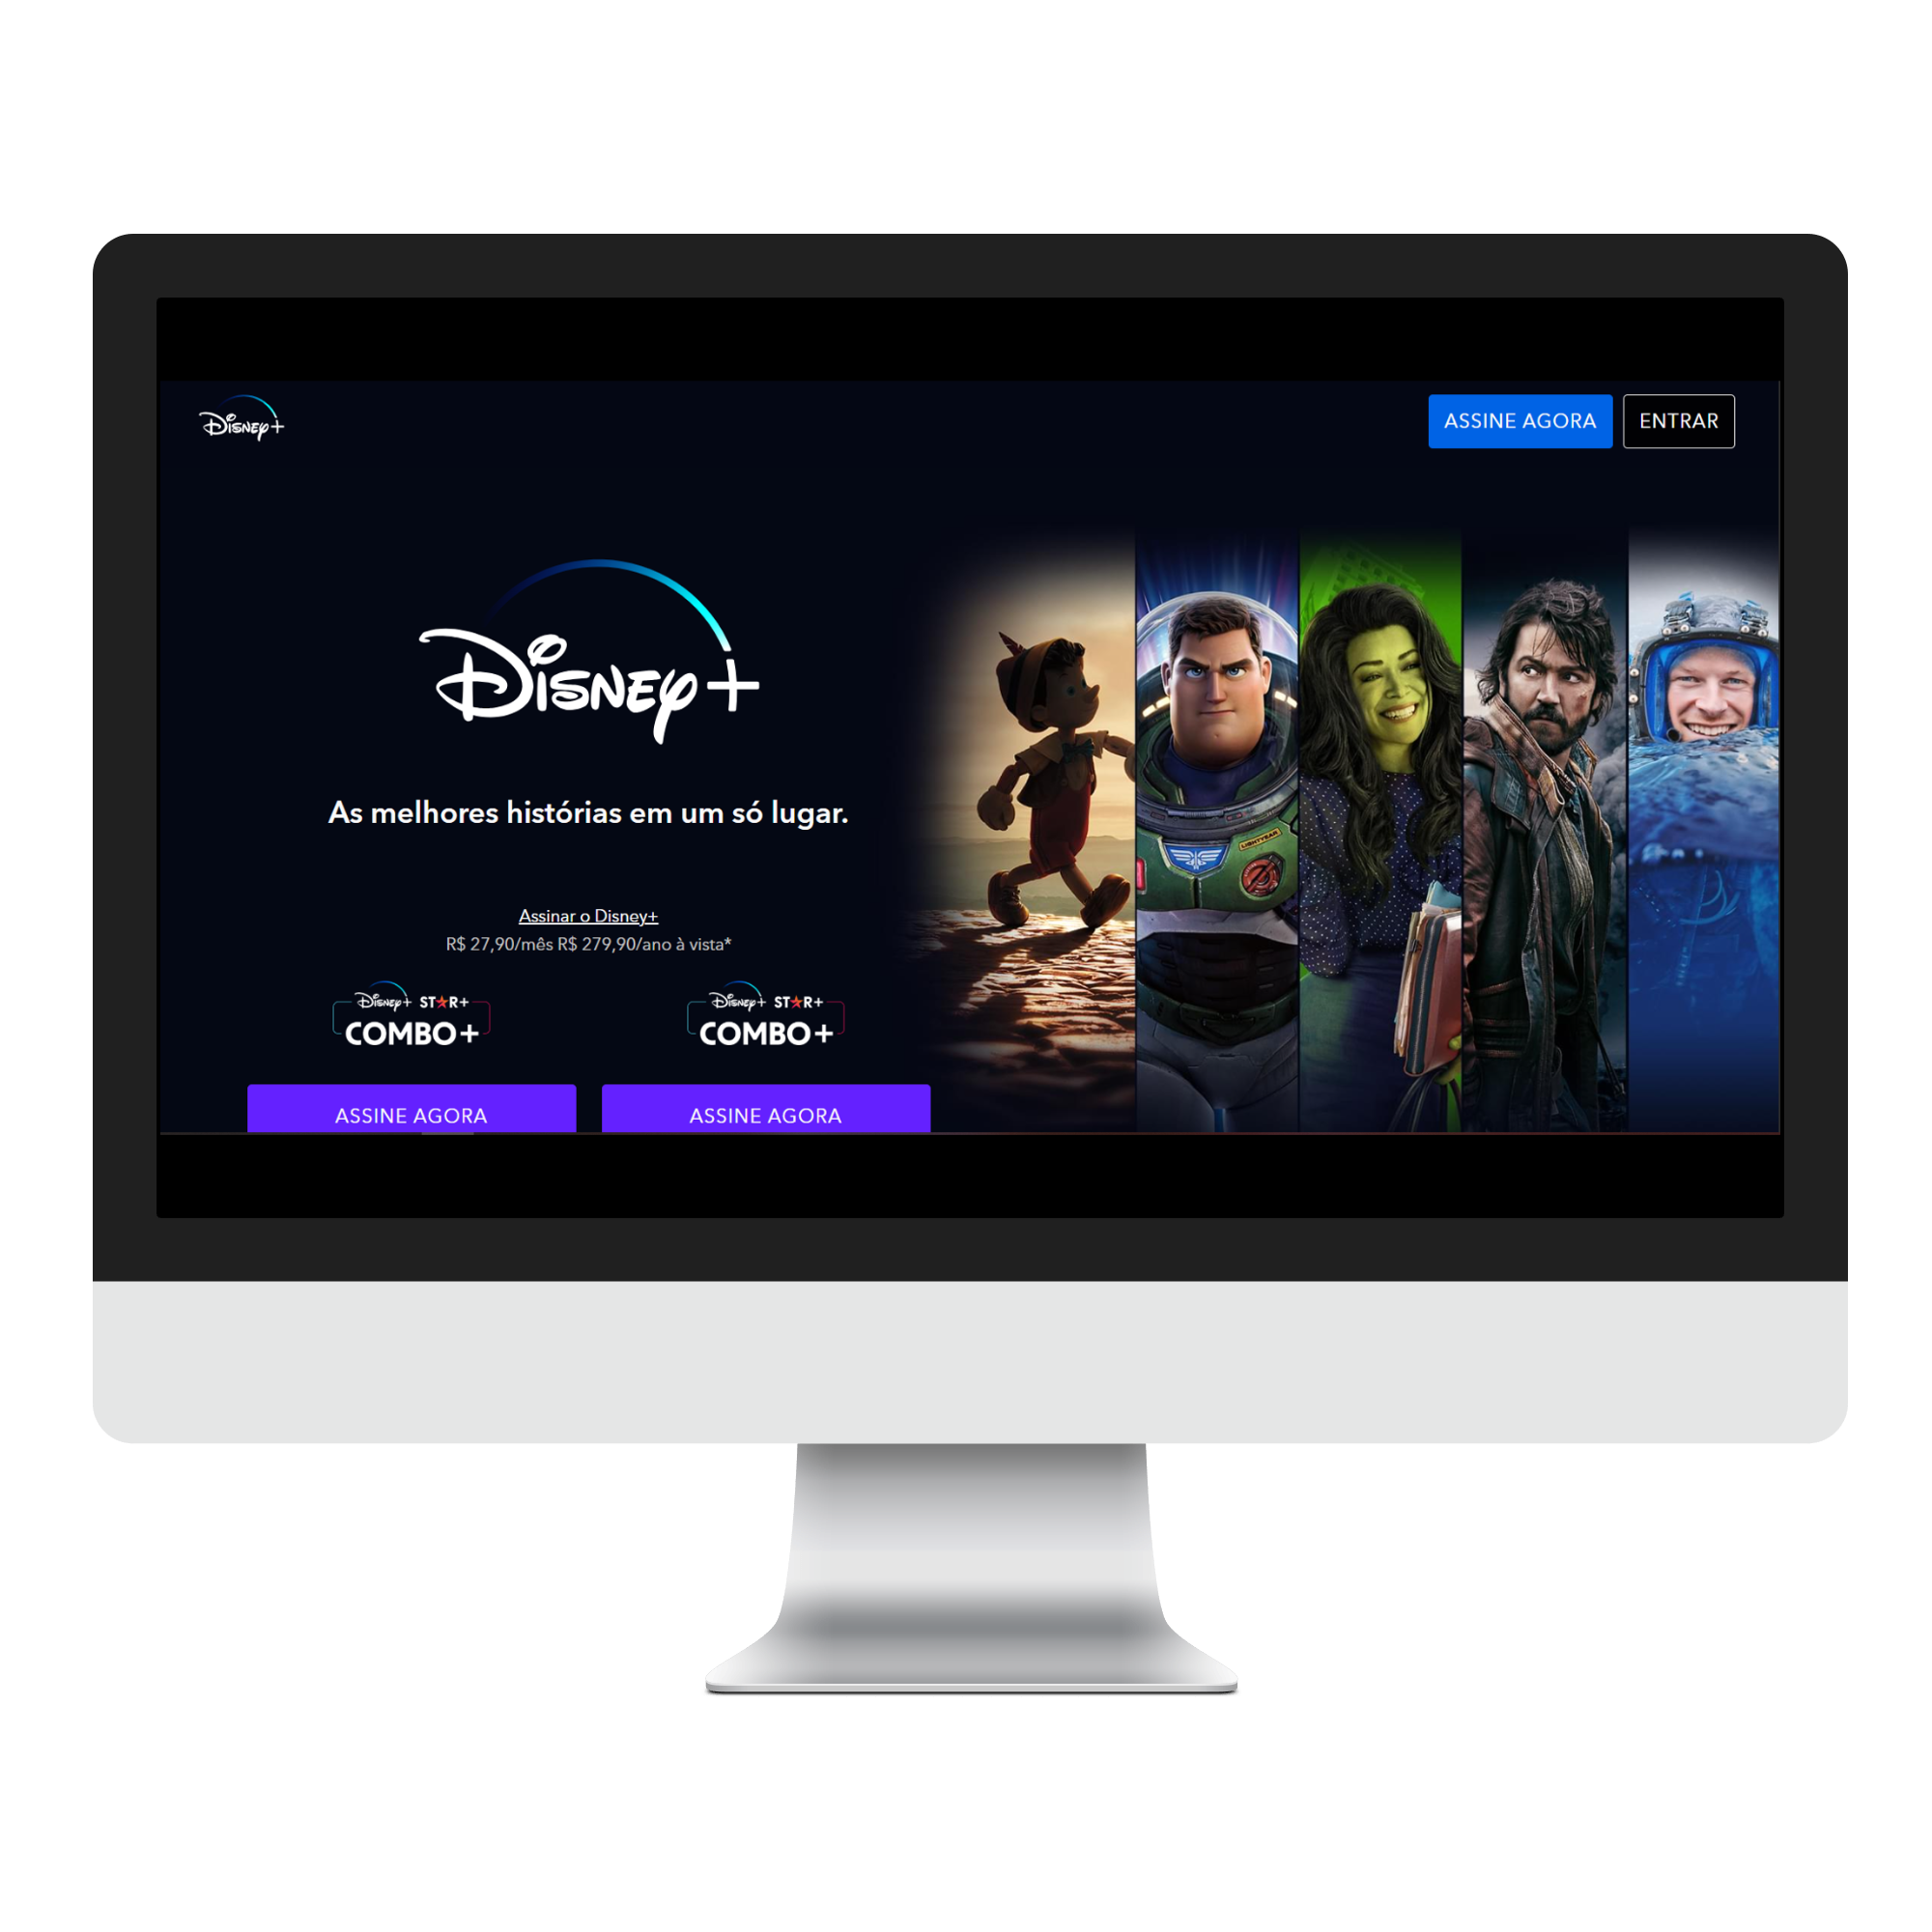 Disney+
ASSINE AGORA
ENTRAR
Disney+
As melhores histórias em um só lugar.
Assinar o Disney+
R$ 27,90/mês R$ 279,90/ano à vista*
Disney+ STAR+
COMBO+
Disney+ STAR+
COMBO+
ASSINE AGORA
ASSINE AGORA
LIGHTYEAR